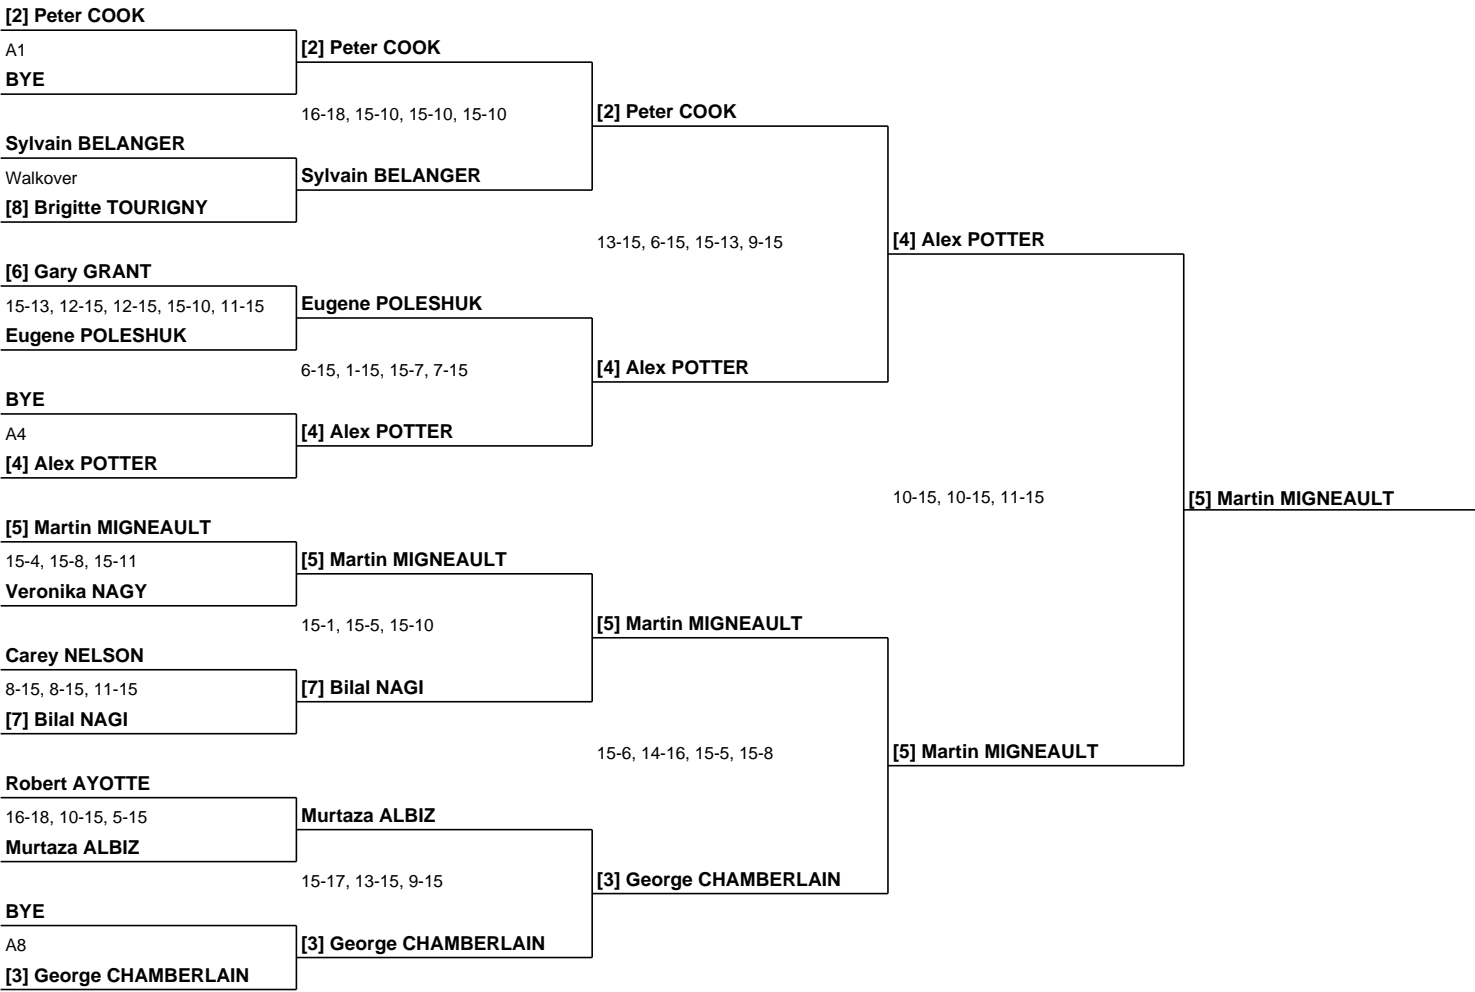 [2] Peter COOK
A1
BYE
Sylvain BELANGER
Walkover
[8] Brigitte TOURIGNY
[6] Gary GRANT
15-13, 12-15, 12-15, 15-10, 11-15
Eugene POLESHUK
BYE
A4
[4] Alex POTTER
[5] Martin MIGNEAULT
15-4, 15-8, 15-11
Veronika NAGY
Carey NELSON
8-15, 8-15, 11-15
[7] Bilal NAGI
Robert AYOTTE
16-18, 10-15, 5-15
Murtaza ALBIZ
BYE
A8
[3] George CHAMBERLAIN
[2] Peter COOK
16-18, 15-10, 15-10, 15-10
Sylvain BELANGER
Eugene POLESHUK
6-15, 1-15, 15-7, 7-15
[4] Alex POTTER
[5] Martin MIGNEAULT
15-1, 15-5, 15-10
[7] Bilal NAGI
Murtaza ALBIZ
15-17, 13-15, 9-15
[3] George CHAMBERLAIN
[2] Peter COOK
13-15, 6-15, 15-13, 9-15
[4] Alex POTTER
[5] Martin MIGNEAULT
15-6, 14-16, 15-5, 15-8
[3] George CHAMBERLAIN
[4] Alex POTTER
10-15, 10-15, 11-15
[5] Martin MIGNEAULT
[5] Martin MIGNEAULT